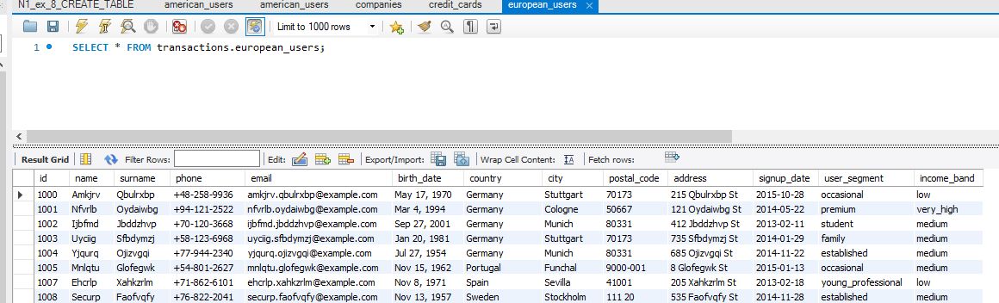 N1_ex_8_CREATE_TABLE american_users american_users companies credit_cards european_users
Limit to 1000 rows
1 SELECT * FROM transactions.european_users;
Result Grid Filter Rows: Edit: Export/Import: Wrap Cell Content: Fetch rows:
id name surname phone email birth_date country city postal_code address signup_date user_segment income_band
1000 Amkjrv Qbulrxbp +48-258-9936 amkjrv.qbulrxbp@example.com May 17, 1970 Germany Stuttgart 70173 215 Qbulrxbp St 2015-10-28 occasional low
1001 Nfvrlb Oydaiwbg +94-121-2522 nfvrlb.oydaiwbg@example.com Mar 4, 1994 Germany Cologne 50667 121 Oydaiwbg St 2014-05-22 premium very_high
1002 Ijbfmd Jbddzhvp +70-120-3668 ijbfmd.jbddzhvp@example.com Sep 27, 2001 Germany Munich 80331 412 Jbddzhvp St 2013-02-11 student medium
1003 Uyciig Sfbdymzj +58-123-6968 uyciig.sfbdymzj@example.com Jan 20, 1981 Germany Stuttgart 70173 735 Sfbdymzj St 2014-01-29 family medium
1004 Yjqurq Ojizvgqi +77-944-2340 yjqurq.ojizvgqi@example.com Jul 27, 1954 Germany Munich 80331 685 Ojizvgqi St 2014-11-22 established medium
1005 Mnlqtu Glofegwk +54-801-2627 mnlqtu.glofegwk@example.com Nov 15, 1962 Portugal Funchal 9000-001 8 Glofegwk St 2015-01-13 occasional medium
1007 Ehcrlp Xahkzrlm +71-862-6101 ehcrlp.xahkzrlm@example.com Nov 8, 1971 Spain Sevilla 41001 205 Xahkzrlm St 2013-02-18 young_professional low
1008 Securp Faofvqfy +76-822-2041 securp.faofvqfy@example.com Nov 13, 1957 Sweden Stockholm 111 20 535 Faofvqfy St 2014-11-28 established medium